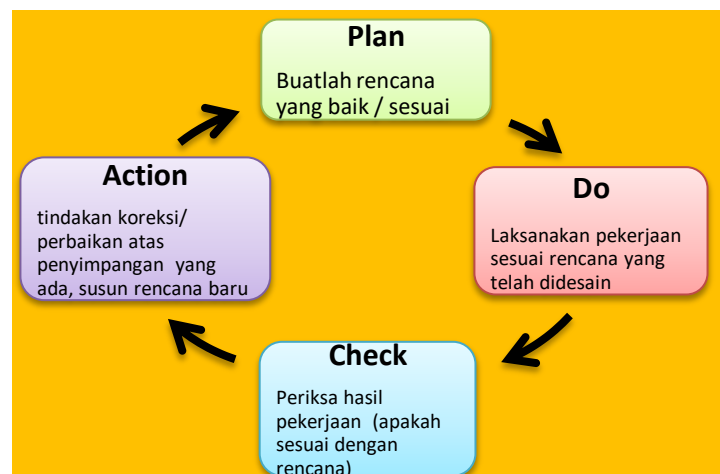 Plan
Buatlah rencana
yang baik / sesuai
Do
Laksanakan pekerjaan
sesuai rencana yang
telah didesain
Check
Periksa hasil
pekerjaan (apakah
sesuai dengan
rencana)
Action
tindakan koreksi/
perbaikan atas
penyimpangan yang
ada, susun rencana baru